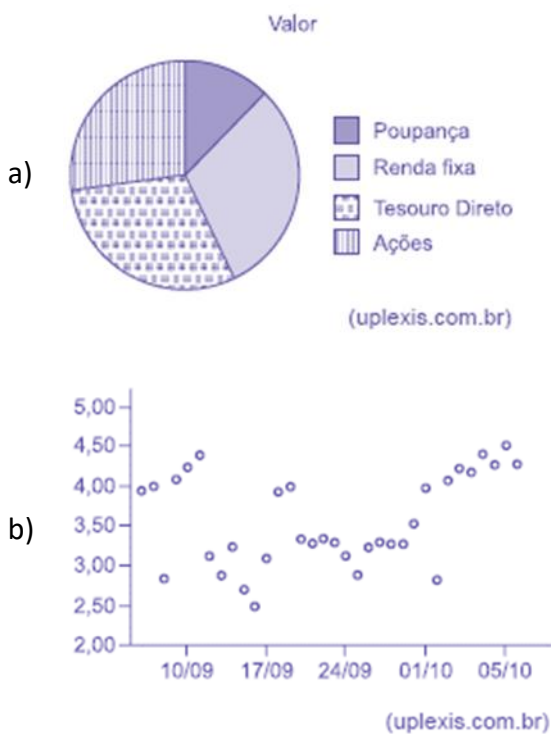 Valor
a)
Poupança
Renda fixa
Tesouro Direto
Ações
(uplexis.com.br)
b)
5,00
4,50
4,00
3,50
3,00
2,50
2,00
10/09 17/09 24/09 01/10 05/10
(uplexis.com.br)